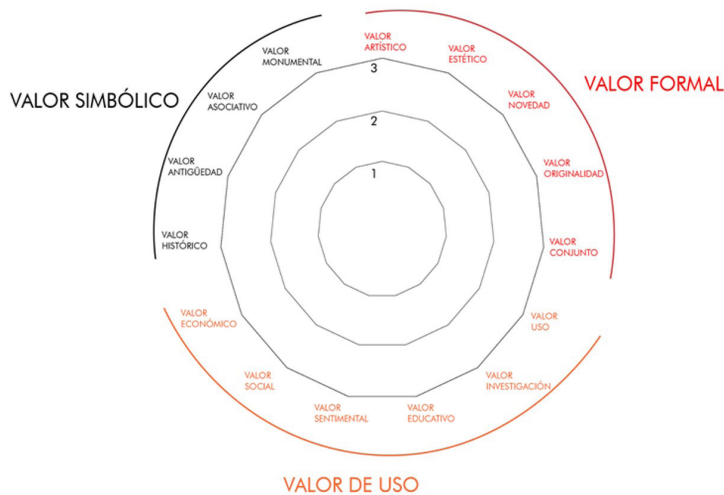 VALOR SIMBÓLICO
VALOR
MONUMENTAL
VALOR
ASOCIATIVO
VALOR
ANTIGÜEDAD
VALOR
HISTÓRICO
VALOR FORMAL
VALOR
ARTÍSTICO
VALOR
ESTÉTICO
VALOR
NOVEDAD
VALOR
ORIGINALIDAD
VALOR
CONJUNTO
3
2
1
VALOR
USO
VALOR
INVESTIGACIÓN
VALOR
EDUCATIVO
VALOR
SENTIMENTAL
VALOR
SOCIAL
VALOR
ECONÓMICO
VALOR DE USO